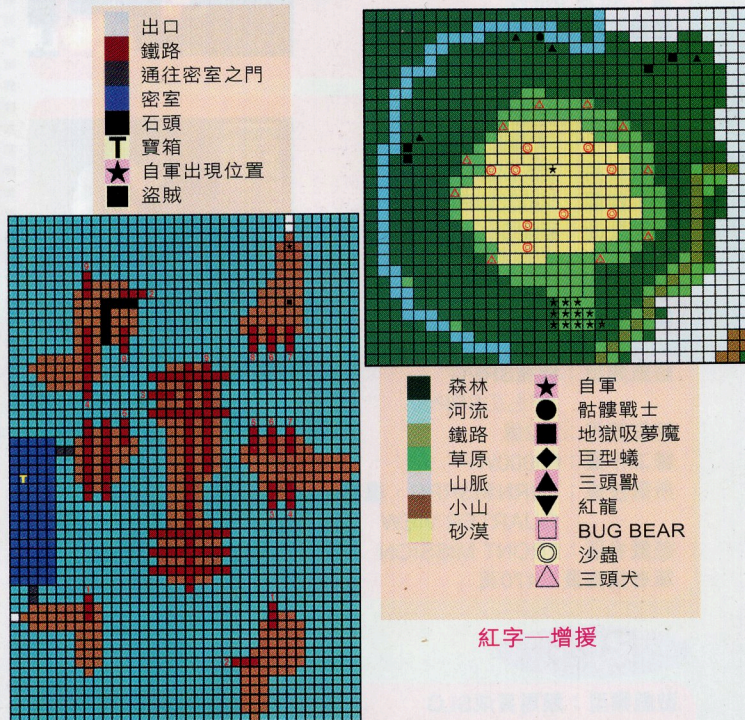 出口
鐵路
通往密室之門
密室
石頭
T 寶箱
自軍出現位置
盜賊
T
森林
河流
鐵路
草原
山脈
小山
砂漠
自軍
骷髏戰士
地獄吸夢魔
巨型蟻
三頭獸
紅龍
BUG BEAR
沙蟲
三頭犬
紅字—增援